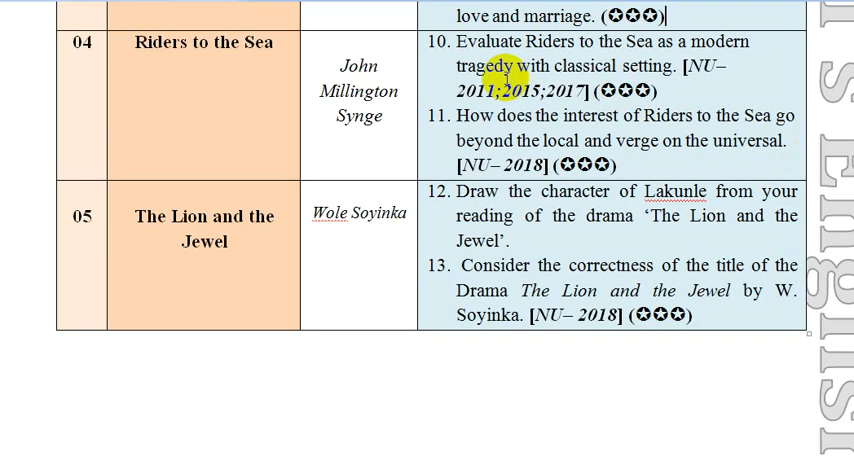 love and marriage. (✪✪✪)
04
Riders to the Sea
John
Millington
Synge
10. Evaluate Riders to the Sea as a modern
tragedy with classical setting. [NU–
2011;2015;2017] (✪✪✪)
11. How does the interest of Riders to the Sea go
beyond the local and verge on the universal.
[NU– 2018] (✪✪✪)
05
The Lion and the
Jewel
Wole Soyinka
12. Draw the character of Lakunle from your
reading of the drama ‘The Lion and the
Jewel’.
13. Consider the correctness of the title of the
Drama The Lion and the Jewel by W.
Soyinka. [NU– 2018] (✪✪✪)